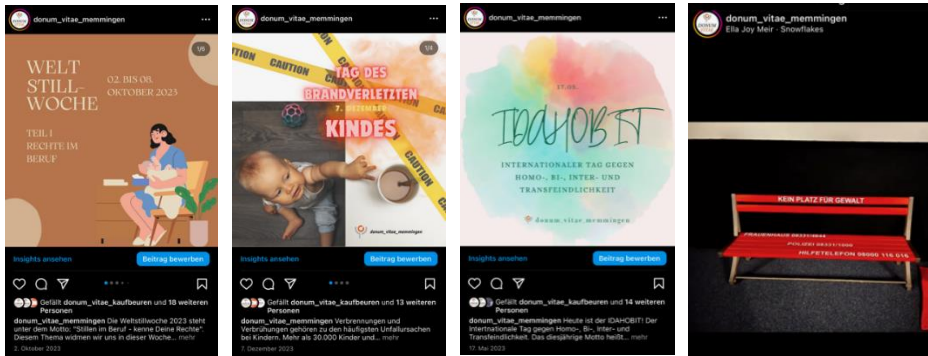 donum_vitae_memmingen
1/5
WELT
STILL-
WOCHE
02. BIS 08.
OKTOBER 2023
TEIL 1
RECHTE IM
BERUF
Insights ansehen
Beitrag bewerben
Gefällt donum_vitae_kaufbeuren und 18 weiteren
Personen
donum_vitae_memmingen Die Weltstillwoche 2023 steht
unter dem Motto: "Stillen im Beruf - kenne Deine Rechte".
Diesem Thema widmen wir uns in dieser Woche... mehr
2. Oktober 2023
donum_vitae_memmingen
1/4
CAUTION
CAUTION
CAUTION
TAG DES
BRANDVERLETZTEN
7. DEZEMBER
KINDES
donum_vitae_memmingen
Insights ansehen
Beitrag bewerben
Gefällt donum_vitae_kaufbeuren und 13 weiteren
Personen
donum_vitae_memmingen Verbrennungen und
Verbrühungen gehören zu den häufigsten Unfallursachen
bei Kindern. Mehr als 30.000 Kinder und... mehr
7. Dezember 2023
donum_vitae_memmingen
17.05.
IDAHOBIT
INTERNATIONALER TAG GEGEN
HOMO-, BI-, INTER- UND
TRANSFEINDLICHKEIT
donum_vitae_memmingen
Insights ansehen
Beitrag bewerben
Gefällt donum_vitae_kaufbeuren und 14 weiteren
Personen
donum_vitae_memmingen Heute ist der IDAHOBIT! Der
Internationale Tag gegen Homo-, Bi-, Inter- und
Transfeindlichkeit. Das diesjährige Motto heißt... mehr
17. Mai 2023
donum_vitae_memmingen
Ella Joy Meir · Snowflakes
KEIN PLATZ FÜR GEWALT
FRAUENHAUS
POLIZEI
HILFETELEFON 08000 116 016